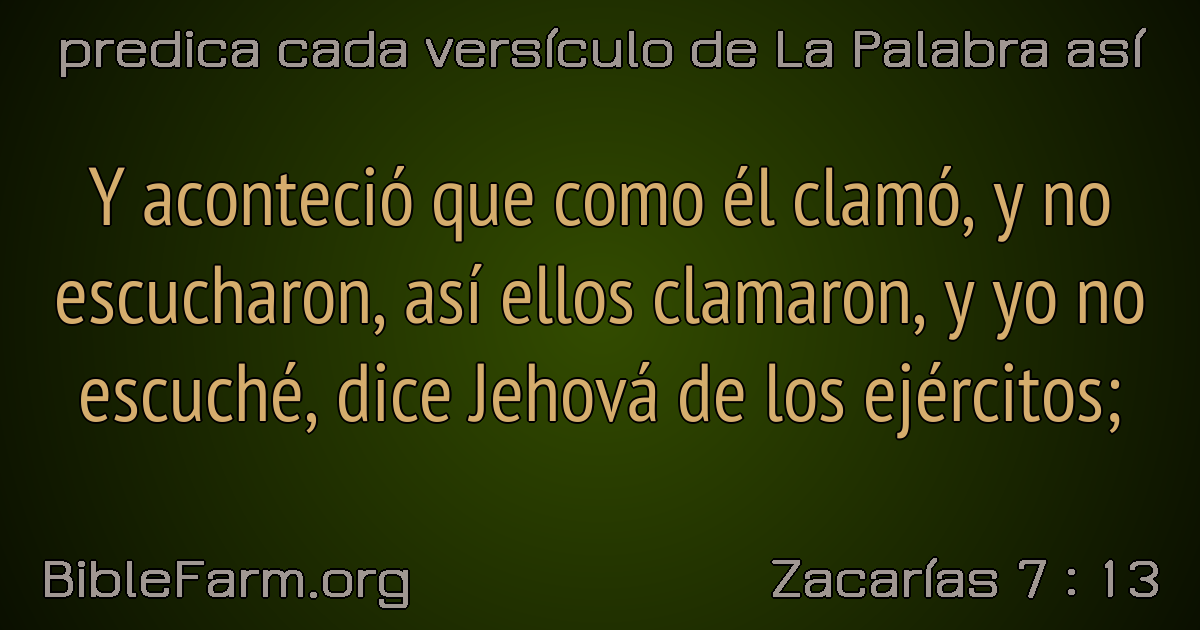 predica cada versículo de La Palabra así
Y aconteció que como él clamó, y no
escucharon, así ellos clamaron, y yo no
escuché, dice Jehová de los ejércitos;
BibleFarm.org
Zacarías 7 : 13